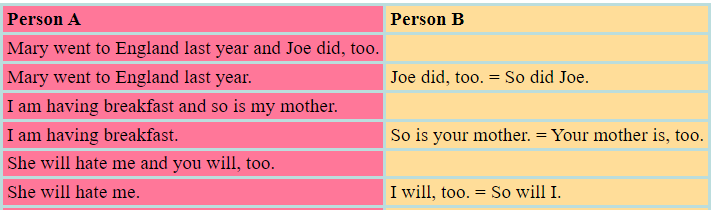 Person A Person B
Mary went to England last year and Joe did, too.
Mary went to England last year. Joe did, too. = So did Joe.
I am having breakfast and so is my mother.
I am having breakfast. So is your mother. = Your mother is, too.
She will hate me and you will, too.
She will hate me. I will, too. = So will I.